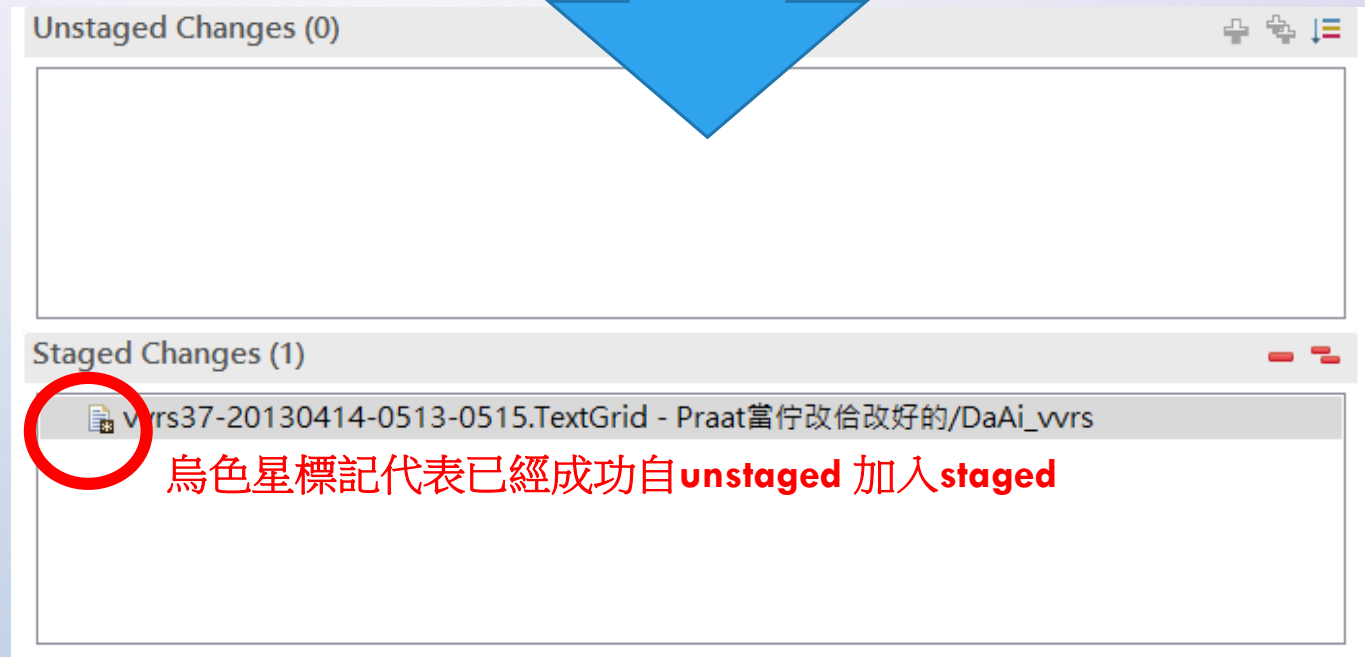 Unstaged Changes (0)
Staged Changes (1)
vvrs37-20130414-0513-0515.TextGrid - Praat當佇改佮改好的/DaAi_vvrs
烏色星標記代表已經成功自unstaged 加入staged